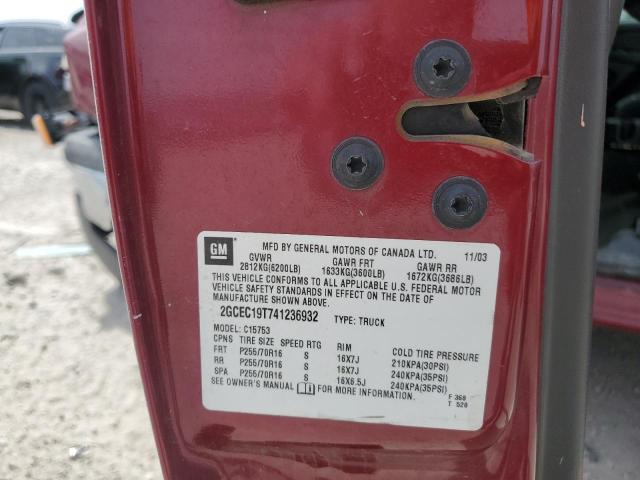 GM MFD BY GENERAL MOTORS OF CANADA LTD. 11/03
GVWR GAWR FRT GAWR RR
2812KG(6200LB) 1633KG(3600LB) 1672KG(3686LB)
THIS VEHICLE CONFORMS TO ALL APPLICABLE U.S. FEDERAL MOTOR
VEHICLE SAFETY STANDARDS IN EFFECT ON THE DATE OF
MANUFACTURE SHOWN ABOVE.
2GCEC19T741236932 TYPE: TRUCK
MODEL: C15753
CPNS TIRE SIZE SPEED RTG RIM COLD TIRE PRESSURE
FRT P255/70R16 S 16X7J 210KPA(30PSI)
RR P255/70R16 S 16X7J 240KPA(35PSI)
SPA P255/70R16 S 16X6.5J 240KPA(35PSI)
SEE OWNER'S MANUAL FOR MORE INFORMATION.
F 368
T 520